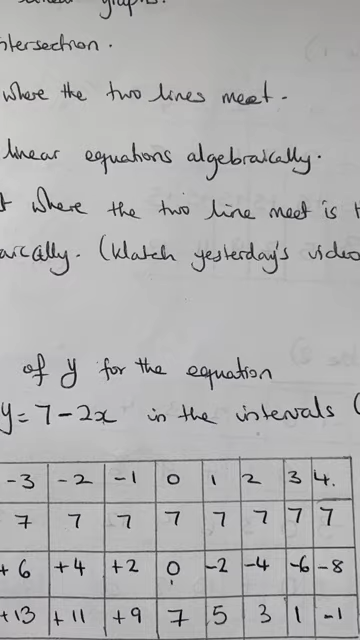 linear graph.
intersection.
where the two lines meet.
linear equations algebraically.
where the two line meet is
(Watch yesterday's video
of y for the equation
y = 7 - 2x in the intervals (
-3 -2 -1 0 1 2 3 4.
7 7 7 7 7 7 7 7
+6 +4 +2 0 -2 -4 -6 -8
+13 +11 +9 7 5 3 1 -1